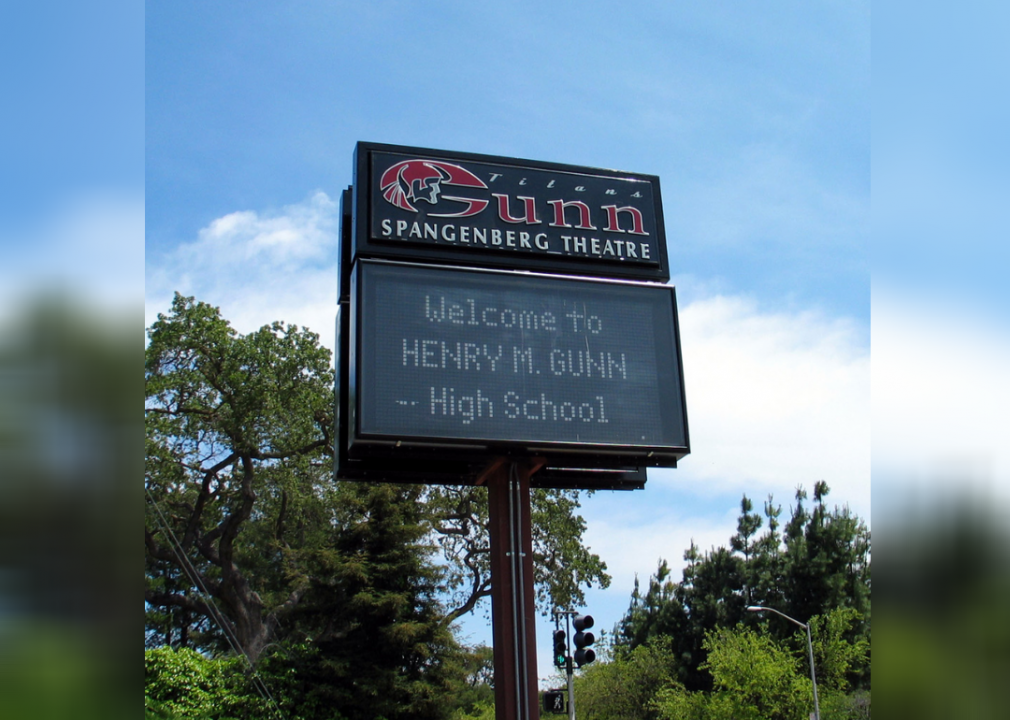 Titans
Gunn
SPANGENBERG THEATRE
Welcome to
HENRY M. GUNN
-- High School